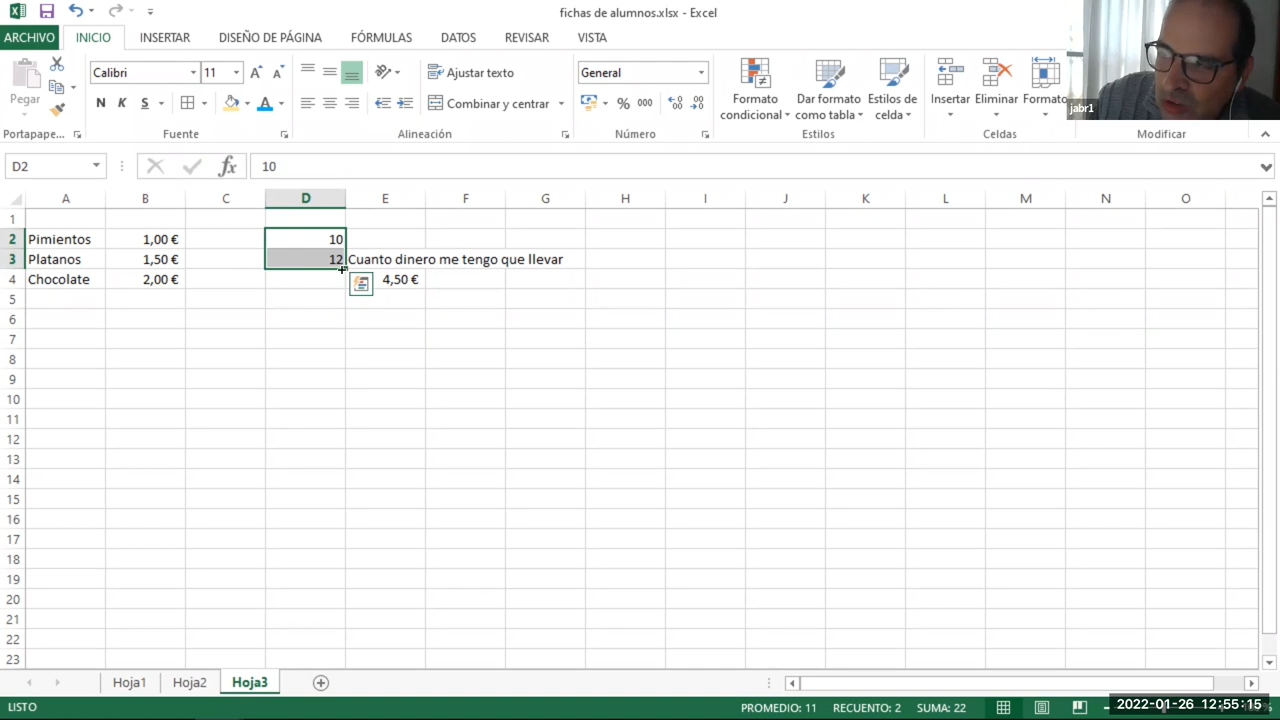 fichas de alumnos.xlsx - Excel
ARCHIVO INICIO INSERTAR DISEÑO DE PÁGINA FÓRMULAS DATOS REVISAR VISTA
Pegar
Calibri 11
N K S
Ajustar texto
Combinar y centrar
General
% 000
Formato condicional
Dar formato como tabla
Estilos de celda
Insertar Eliminar Formato
jabr1
Portapape... Fuente Alineación Número Estilos Celdas Modificar
D2 fx 10
A B C D E F G H I J K L M N O
1
2 Pimientos 1,00 € 10
3 Platanos 1,50 € 12 Cuanto dinero me tengo que llevar
4 Chocolate 2,00 € 4,50 €
5
6
7
8
9
10
11
12
13
14
15
16
17
18
19
20
21
22
23
Hoja1 Hoja2 Hoja3
LISTO PROMEDIO: 11 RECUENTO: 2 SUMA: 22
2022-01-26 12:55:15